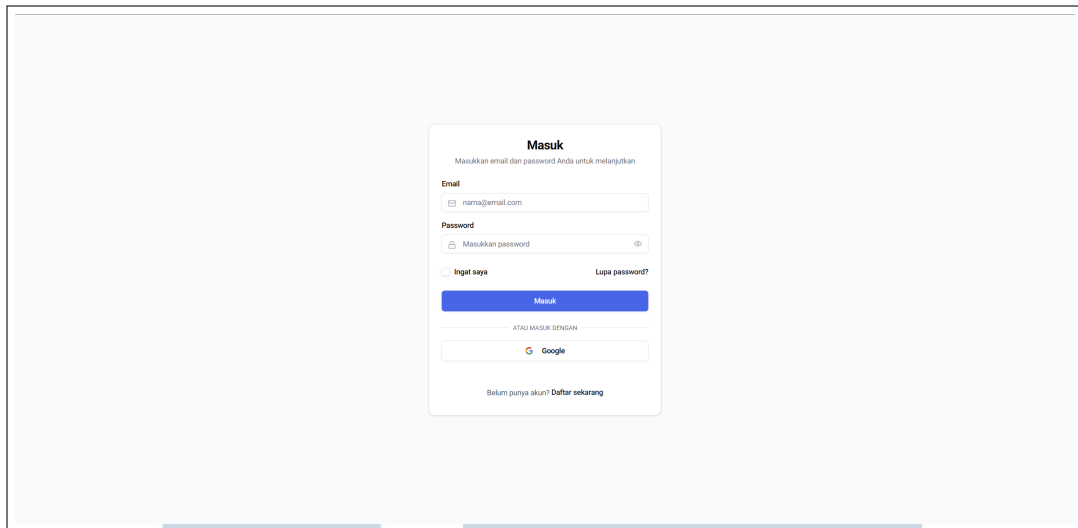 Masuk
Masukkan email dan password Anda untuk melanjutkan
Email
nama@email.com
Password
Masukkan password
Ingat saya Lupa password?
Masuk
ATAU MASUK DENGAN
Google
Belum punya akun? Daftar sekarang